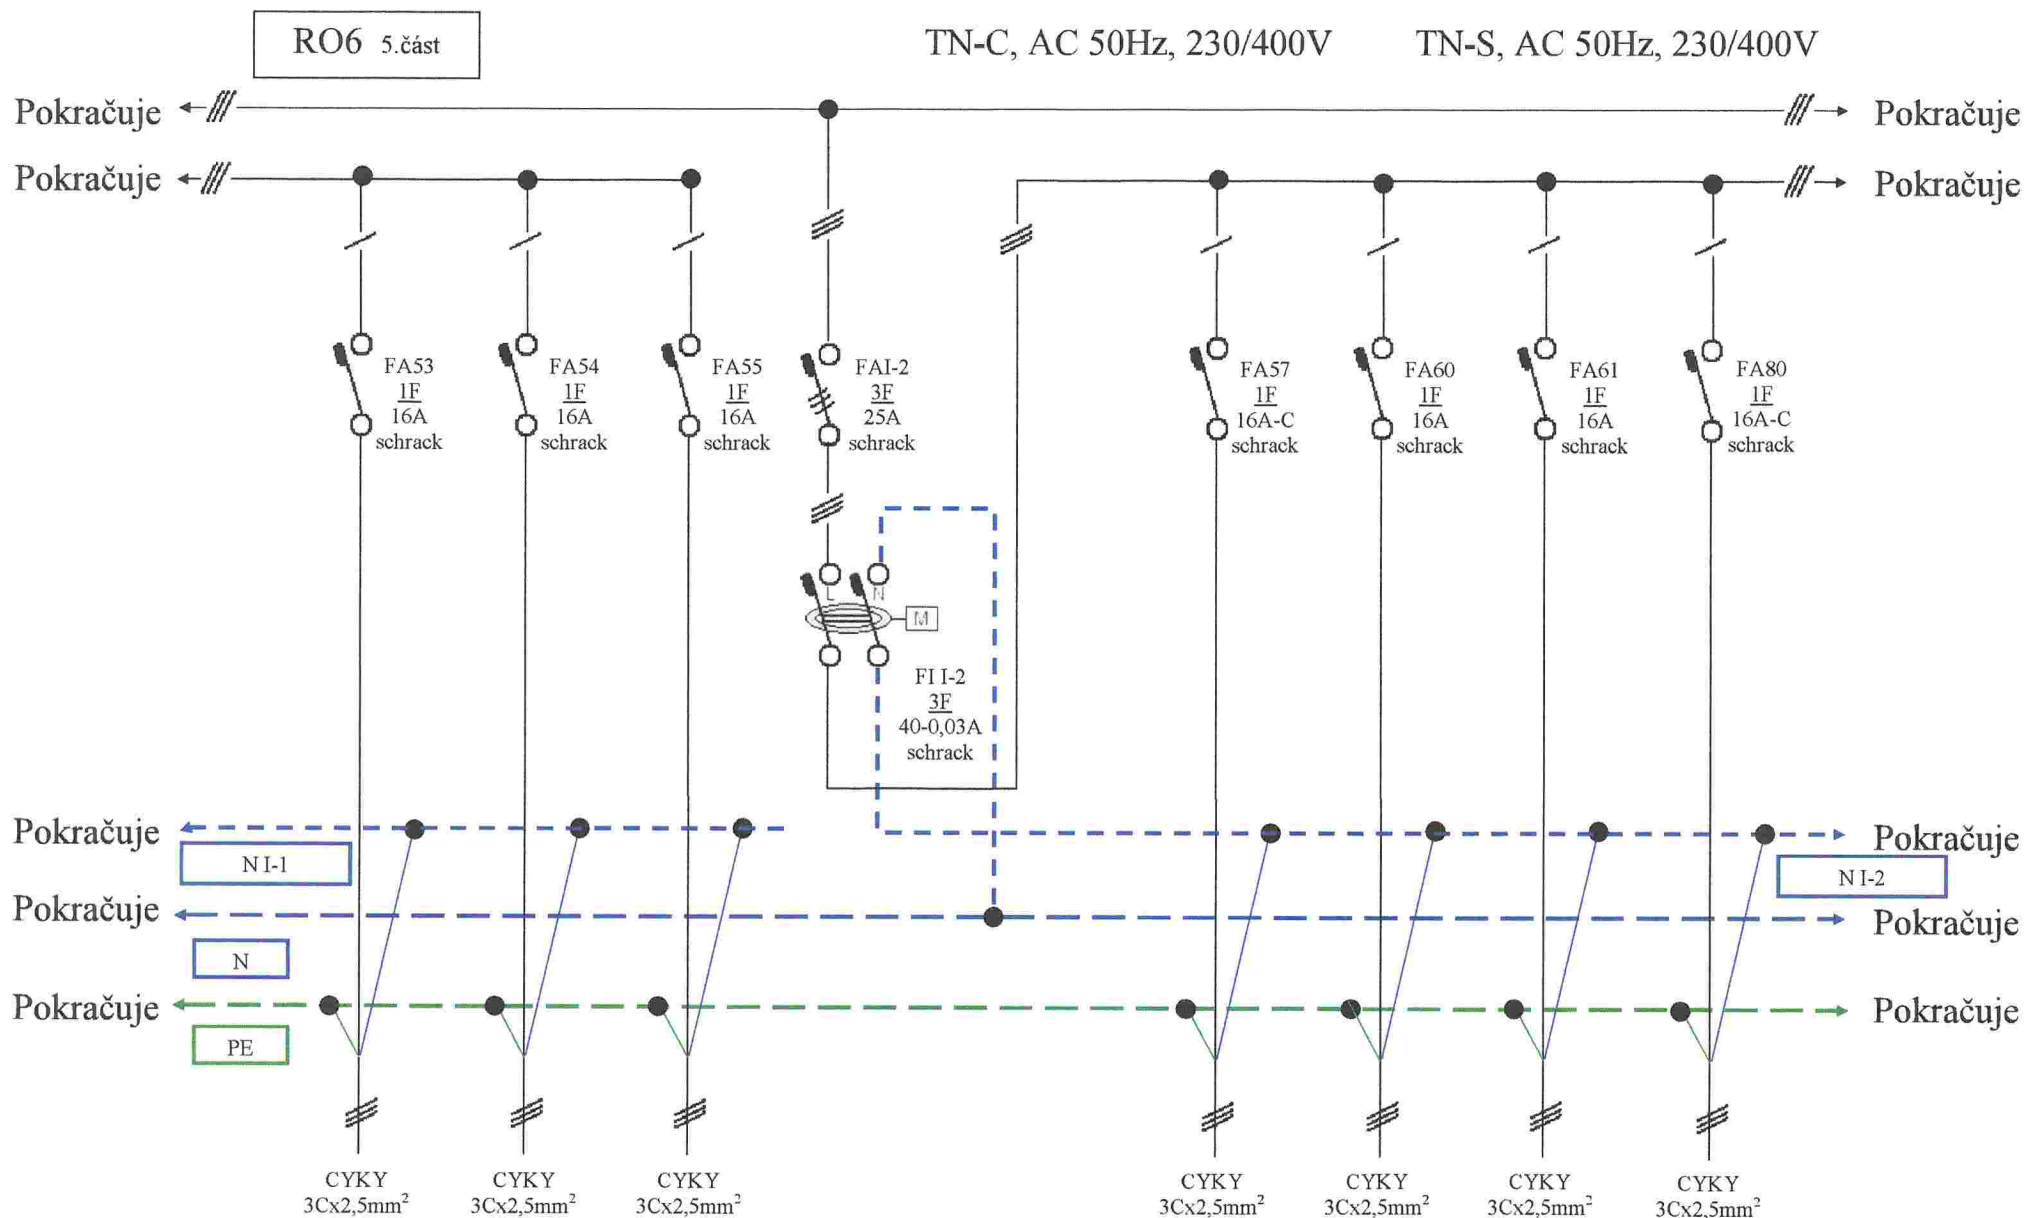 RO6 5.část
TN-C, AC 50Hz, 230/400V
TN-S, AC 50Hz, 230/400V
Pokračuje
Pokračuje
Pokračuje
Pokračuje
FA53
1F
16A
schrack
FA54
1F
16A
schrack
FA55
1F
16A
schrack
FAI-2
3F
25A
schrack
FA57
1F
16A-C
schrack
FA60
1F
16A
schrack
FA61
1F
16A
schrack
FA80
1F
16A-C
schrack
L
N
M
FI I-2
3F
40-0,03A
schrack
Pokračuje
Pokračuje
N I-1
N I-2
Pokračuje
Pokračuje
N
Pokračuje
Pokračuje
PE
CYKY
3Cx2,5mm²
CYKY
3Cx2,5mm²
CYKY
3Cx2,5mm²
CYKY
3Cx2,5mm²
CYKY
3Cx2,5mm²
CYKY
3Cx2,5mm²
CYKY
3Cx2,5mm²